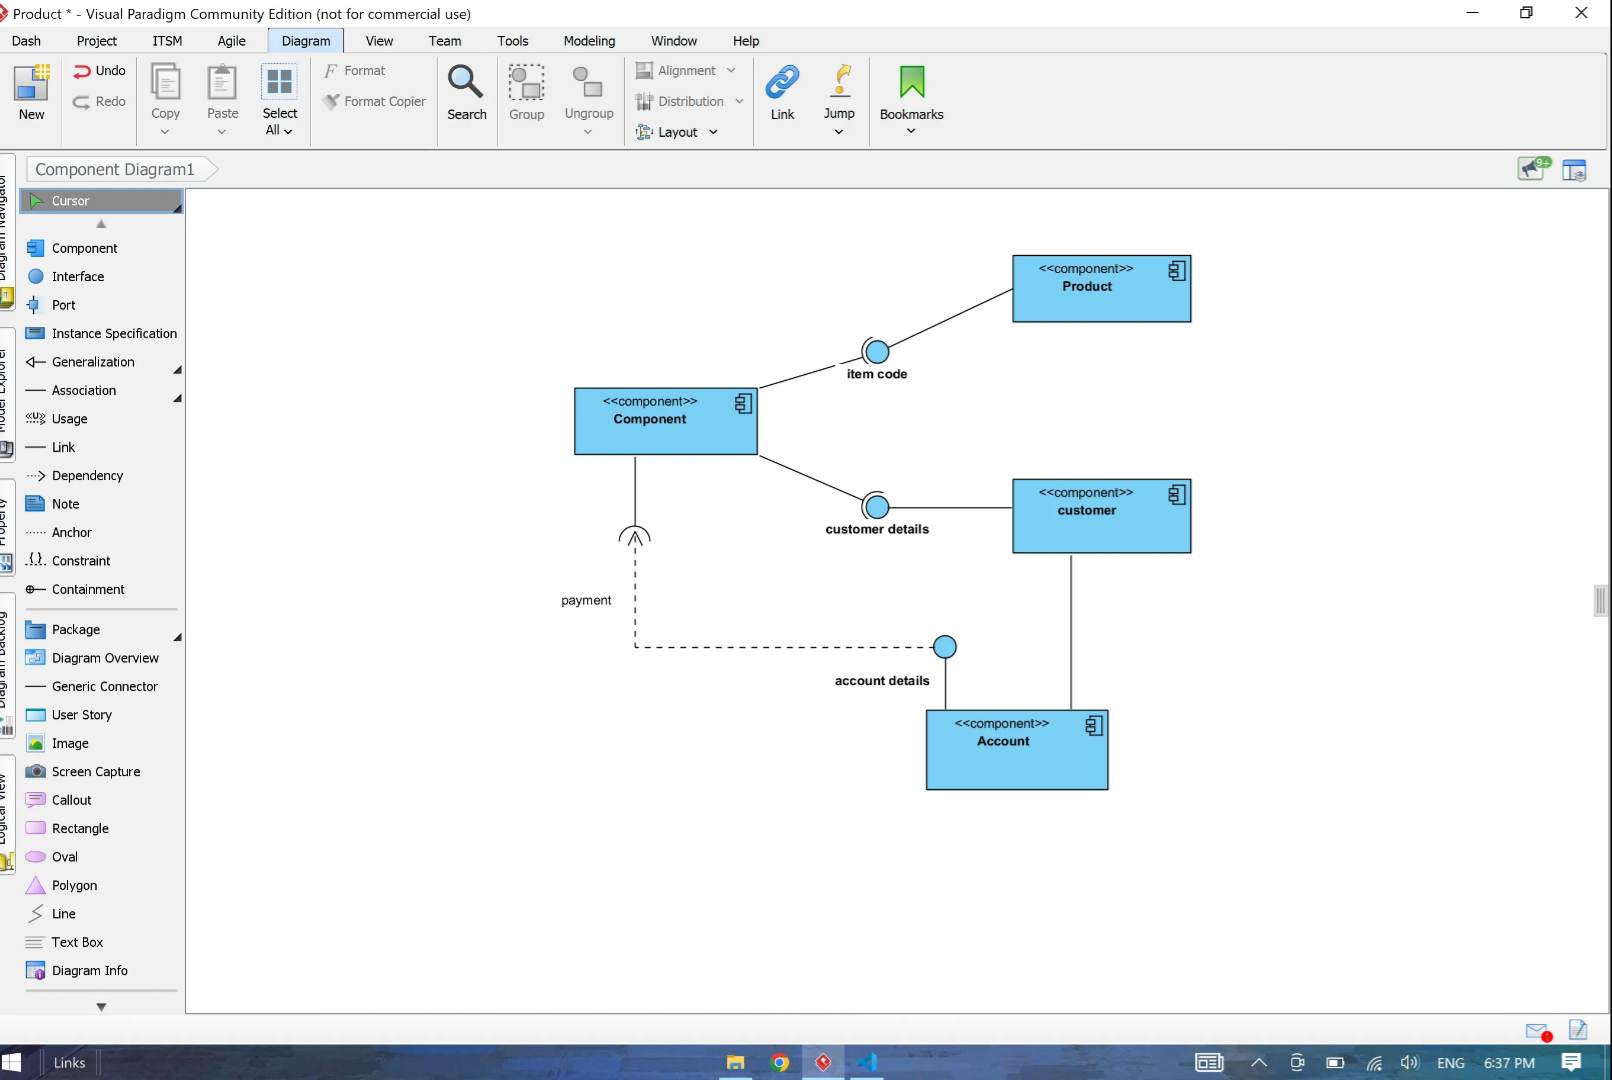 Product * - Visual Paradigm Community Edition (not for commercial use)
Dash Project ITSM Agile Diagram View Team Tools Modeling Window Help
New
Undo
Redo
Copy
Paste
Select
All
Format
Format Copier
Search
Group
Ungroup
Alignment
Distribution
Layout
Link
Jump
Bookmarks
Component Diagram1
9+
Diagram Navigator
Model Explorer
Property
Diagram Backlog
Logical View
Cursor
Component
Interface
Port
Instance Specification
Generalization
Association
«U» Usage
Link
Dependency
Note
Anchor
Constraint
Containment
Package
Diagram Overview
Generic Connector
User Story
Image
Screen Capture
Callout
Rectangle
Oval
Polygon
Line
Text Box
Diagram Info
<<component>>
Product
item code
<<component>>
Component
<<component>>
customer
customer details
payment
account details
<<component>>
Account
Links
ENG
6:37 PM